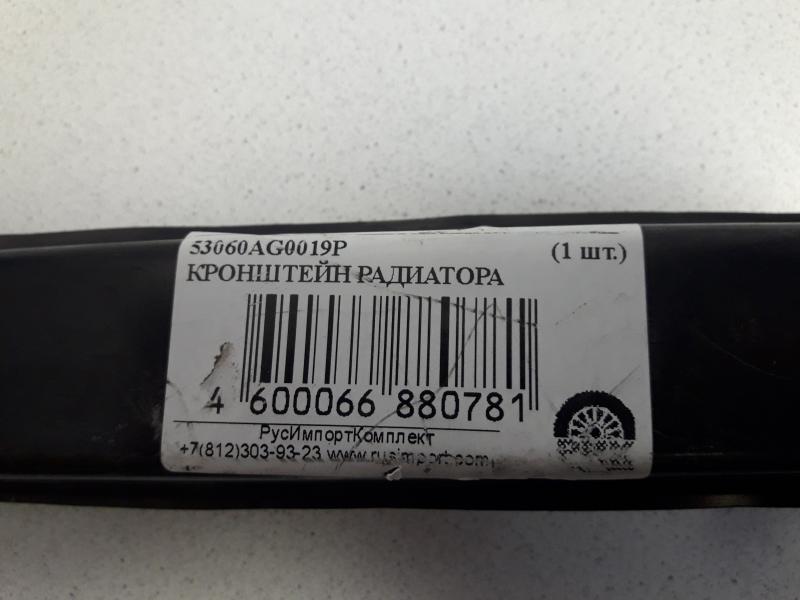 53060AG0019P (1 шт.)
КРОНШТЕЙН РАДИАТОРА
4 600066 880781
РусИмпортКомплект
+7(812)303-93-23